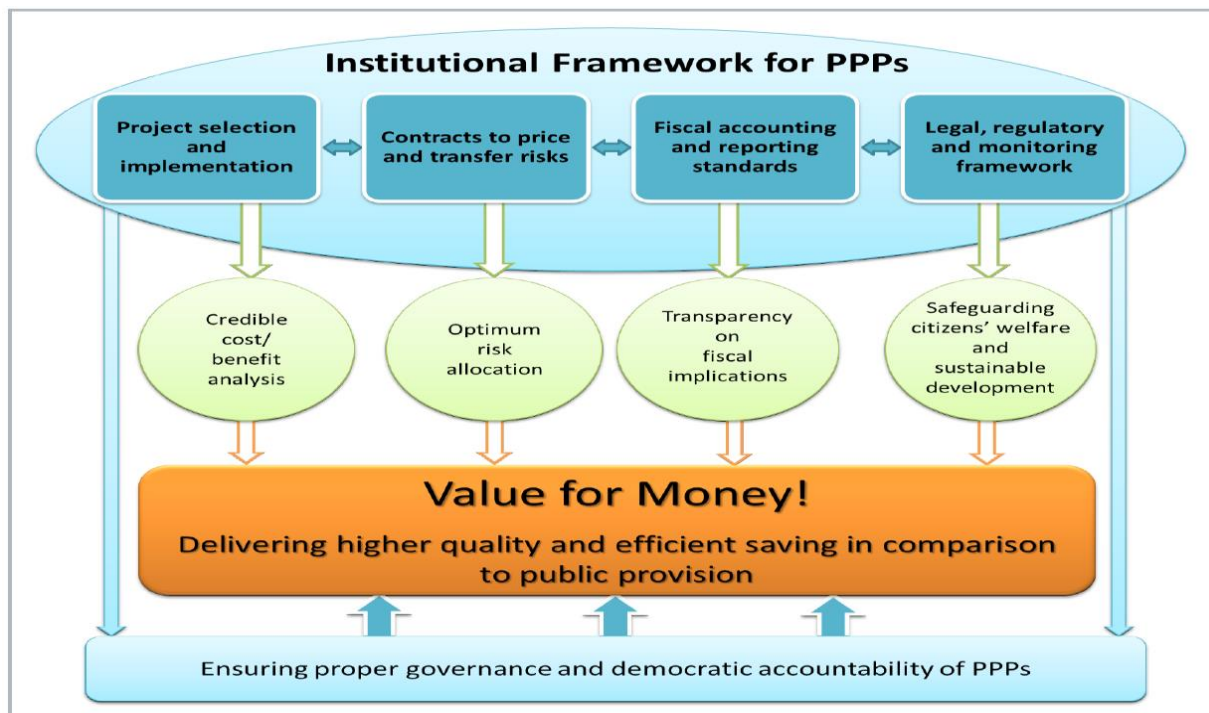 Institutional Framework for PPPs
Project selection
and
implementation
Contracts to price
and transfer risks
Fiscal accounting
and reporting
standards
Legal, regulatory
and monitoring
framework
Credible
cost/
benefit
analysis
Optimum
risk
allocation
Transparency
on
fiscal
implications
Safeguarding
citizens’ welfare
and
sustainable
development
Value for Money!
Delivering higher quality and efficient saving in comparison
to public provision
Ensuring proper governance and democratic accountability of PPPs